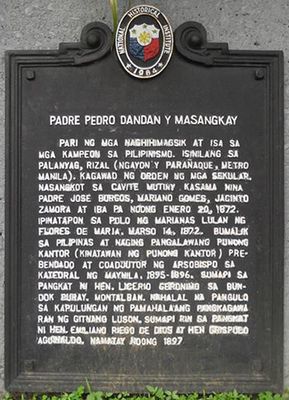 NATIONAL HISTORICAL INSTITUTE
1984
PADRE PEDRO DANDAN Y MASANGKAY
PARI NG MGA NAGHIHIMAGSIK AT ISA SA
MGA KAMPEON SA PILIPINISMO. ISINILANG SA
PALANYAG, RIZAL (NGAYON'Y PARAÑAQUE, METRO
MANILA). KAGAWAD NG ORDEN NG MGA SEKULAR.
NASANGKOT SA CAVITE MUTINY KASAMA NINA
PADRE JOSE BURGOS, MARIANO GOMES, JACINTO
ZAMORA AT IBA PA NOONG ENERO 20, 1872.
IPINATAPON SA PULO NG MARIANAS LULAN NG
FLORES DE MARIA. MARSO 14, 1872. BUMALIK
SA PILIPINAS AT NAGING PANGALAWANG PUNONG
KANTOR (KINATAWAN NG PUNONG KANTOR) PRE-
BENDADO AT COADJUTOR NG ARSOBISPO SA
KATEDRAL NG MAYNILA, 1895-1896. SUMAPI SA
PANGKAT NI HEN. LICERIO GERONIMO SA BUN-
DOK BURAY, MONTALBAN. NAHALAL NA PANGULO
SA KAPULUNGAN NG PAMAHALAANG PANGKAGAWA-
RAN NG GITNANG LUSON. SUMAPI RIN SA PANGKAT
NI HEN. EMILIANO RIEGO DE DIOS AT HEN CRISPULO
AGUINALDO. NAMATAY NOONG 1897